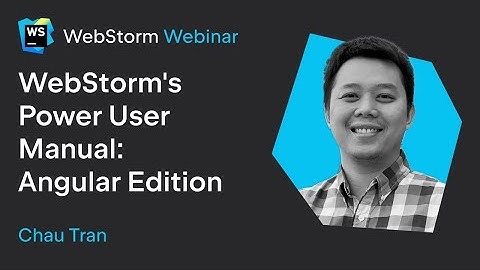 WS
WebStorm Webinar
WebStorm's
Power User
Manual:
Angular Edition
Chau Tran